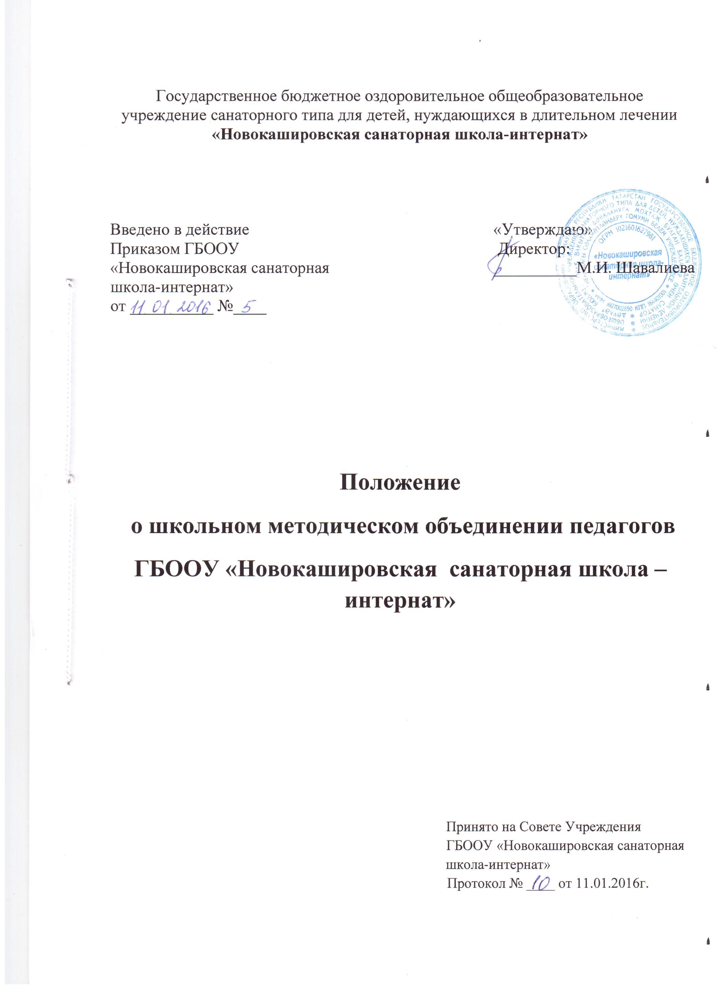 Государственное бюджетное оздоровительное общеобразовательное
учреждение санаторного типа для детей, нуждающихся в длительном лечении
«Новокашировская санаторная школа-интернат»
Введено в действие
Приказом ГБООУ
«Новокашировская санаторная
школа-интернат»
от 11 01 2016 № 5
«Утверждаю»
Директор:
____________М.И. Шавалиева
ОГРН 1021601627981
«Новокашировская
санаторная школа-
интернат»
ИНН 1607002850 КПП 164401001
Положение
о школьном методическом объединении педагогов
ГБООУ «Новокашировская санаторная школа –
интернат»
Принято на Совете Учреждения
ГБООУ «Новокашировская санаторная
школа-интернат»
Протокол № 10 от 11.01.2016г.